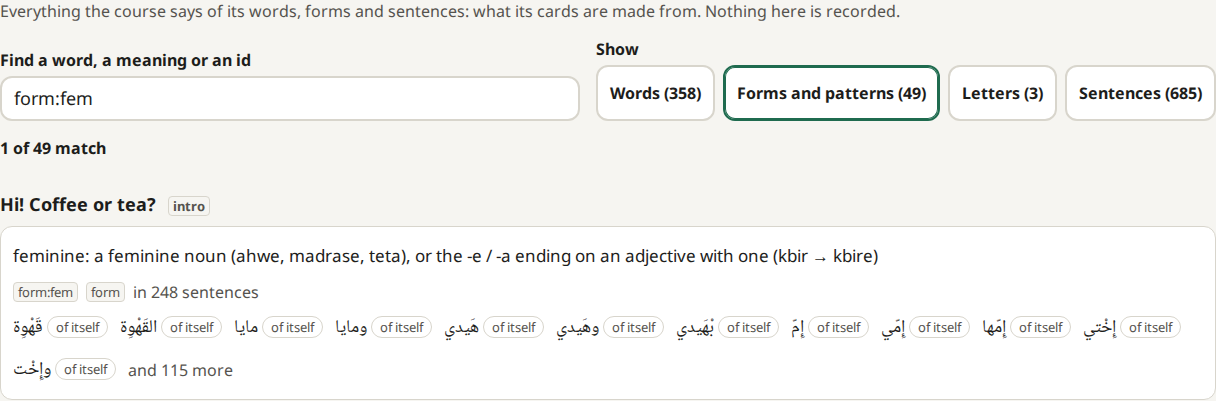 Everything the course says of its words, forms and sentences: what its cards are made from. Nothing here is recorded.
Show
Find a word, a meaning or an id
form:fem
Words (358)
Forms and patterns (49)
Letters (3)
Sentences (685)
1 of 49 match
Hi! Coffee or tea? intro
feminine: a feminine noun (ahwe, madrase, teta), or the -e / -a ending on an adjective with one (kbir → kbire)
form:fem form in 248 sentences
قَهْوِة of itself القَهْوِة of itself مايا of itself ومايا of itself هَيدي of itself وهَيدي of itself بْهَيدي of itself إمّ of itself إمّي of itself إمّها of itself إخْتي of itself
وإخْت of itself and 115 more